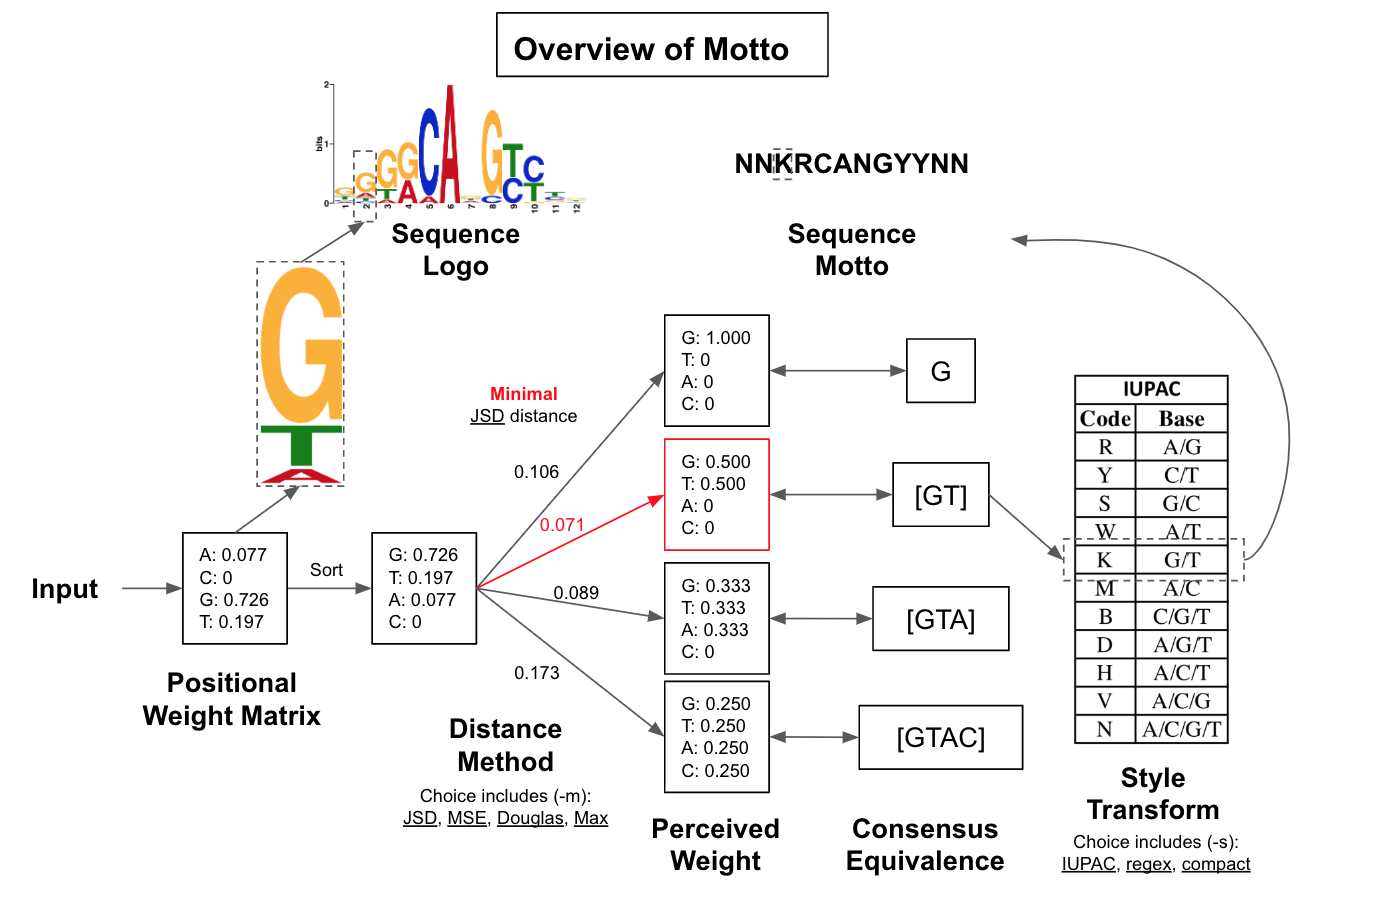 Overview of Motto
2
1
0
bits
1 2 3 4 5 6 7 8 9 10 11 12
Sequence
Logo
NNKRCANGYYNN
Sequence
Motto
G
T
A
Input
A: 0.077
C: 0
G: 0.726
T: 0.197
Positional
Weight Matrix
Sort
G: 0.726
T: 0.197
A: 0.077
C: 0
Minimal
JSD distance
0.106
0.071
0.089
0.173
Distance
Method
Choice includes (-m):
JSD, MSE, Douglas, Max
G: 1.000
T: 0
A: 0
C: 0
G: 0.500
T: 0.500
A: 0
C: 0
G: 0.333
T: 0.333
A: 0.333
C: 0
G: 0.250
T: 0.250
A: 0.250
C: 0.250
Perceived
Weight
G
[GT]
[GTA]
[GTAC]
Consensus
Equivalence
IUPAC
Code Base
R A/G
Y C/T
S G/C
W A/T
K G/T
M A/C
B C/G/T
D A/G/T
H A/C/T
V A/C/G
N A/C/G/T
Style
Transform
Choice includes (-s):
IUPAC, regex, compact